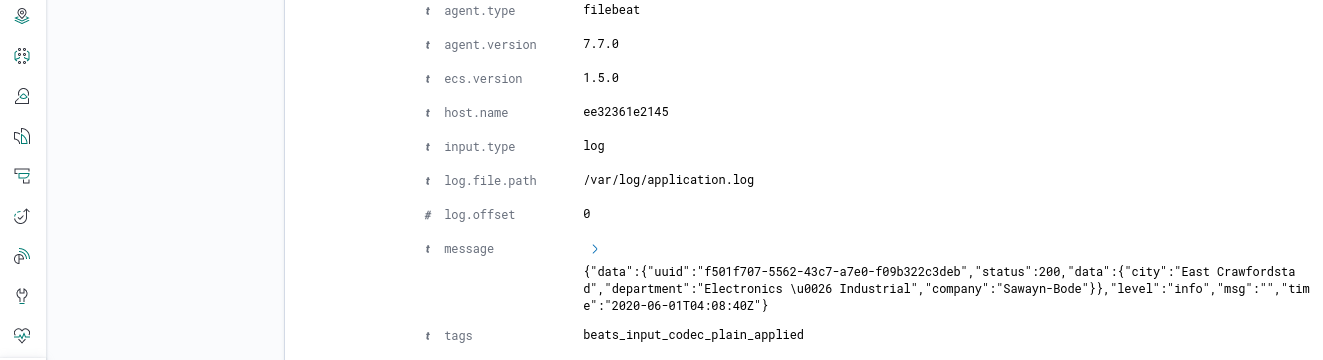 t agent.type filebeat
t agent.version 7.7.0
t ecs.version 1.5.0
t host.name ee32361e2145
t input.type log
t log.file.path /var/log/application.log
# log.offset 0
t message
{"data":{"uuid":"f501f707-5562-43c7-a7e0-f09b322c3deb","status":200,"data":{"city":"East Crawfordsta
d","department":"Electronics \u0026 Industrial","company":"Sawayn-Bode"}},"level":"info","msg":"","tim
e":"2020-06-01T04:08:40Z"}
t tags beats_input_codec_plain_applied